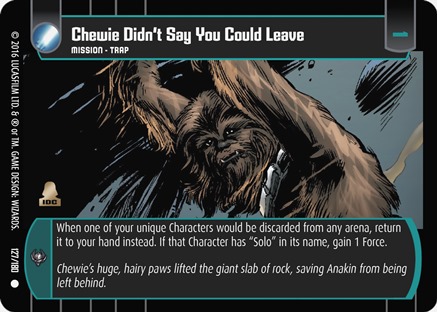 Chewie Didn't Say You Could Leave
MISSION - TRAP
IDC
When one of your unique Characters would be discarded from any arena, return
it to your hand instead. If that Character has "Solo" in its name, gain 1 Force.
Chewie's huge, hairy paws lifted the giant slab of rock, saving Anakin from being
left behind.
© 2016 LUCASFILM LTD. & ® or TM. GAME DESIGN: WIZARDS.
127/180